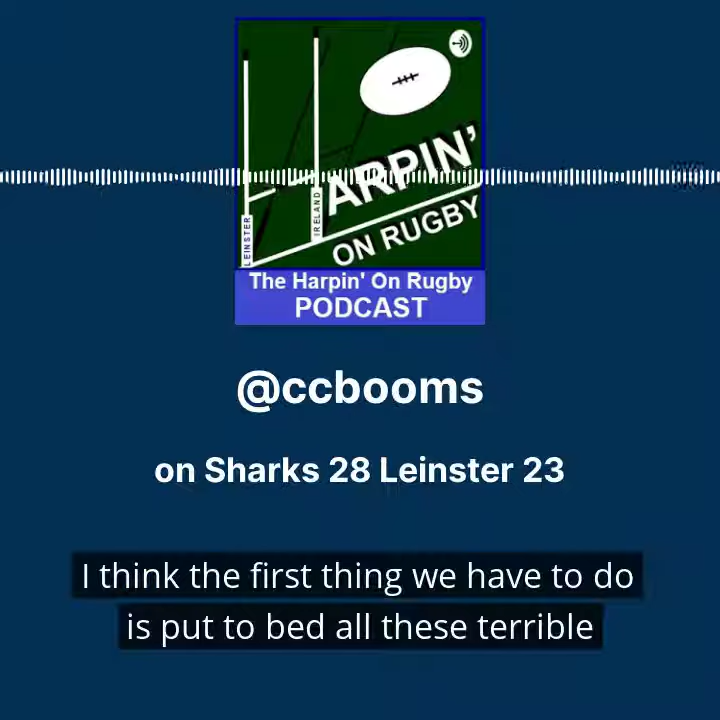 LEINSTER
IRELAND
ARPIN'
ON RUGBY
The Harpin' On Rugby
PODCAST
@ccbooms
on Sharks 28 Leinster 23
I think the first thing we have to do
is put to bed all these terrible